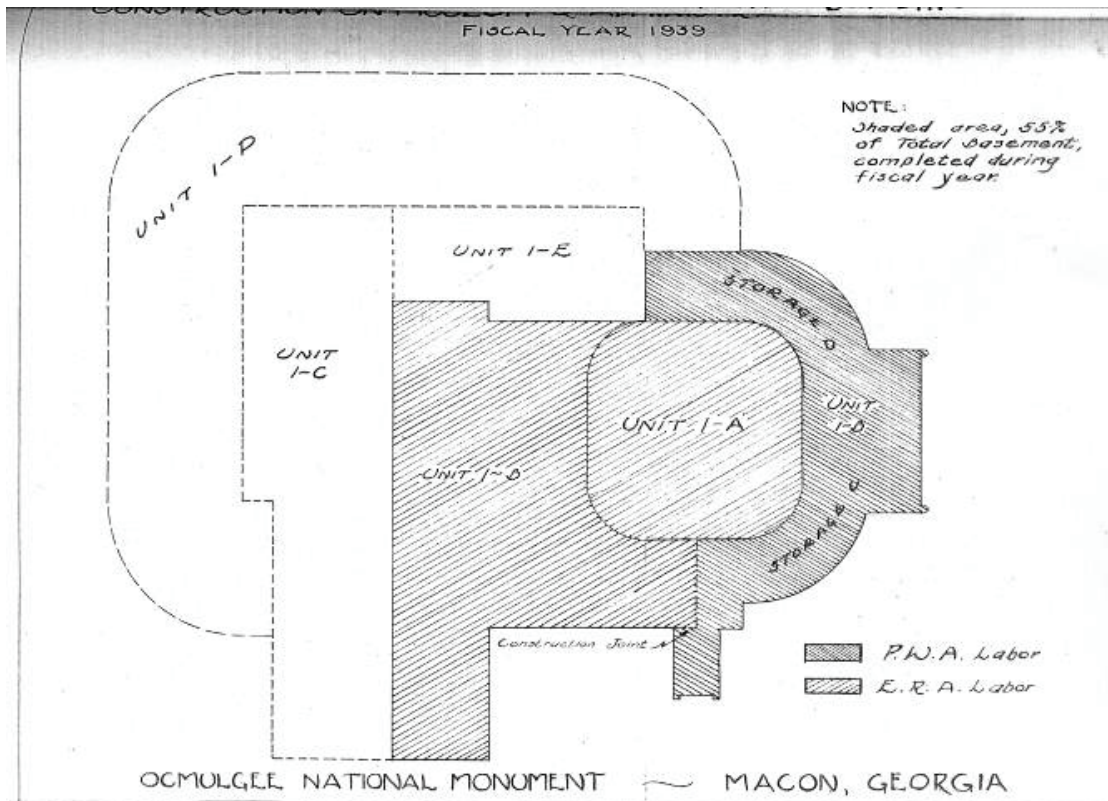 FISCAL YEAR 1939
NOTE:
Shaded area, 55%
of Total Basement,
completed during
fiscal year.
UNIT 1-D
UNIT 1-E
STORAGE D
UNIT
1-C
UNIT 1-A
UNIT
1-D
UNIT 1-B
STORAGE U
Construction Joint
P.W.A. Labor
E.R.A. Labor
OCMULGEE NATIONAL MONUMENT ~ MACON, GEORGIA